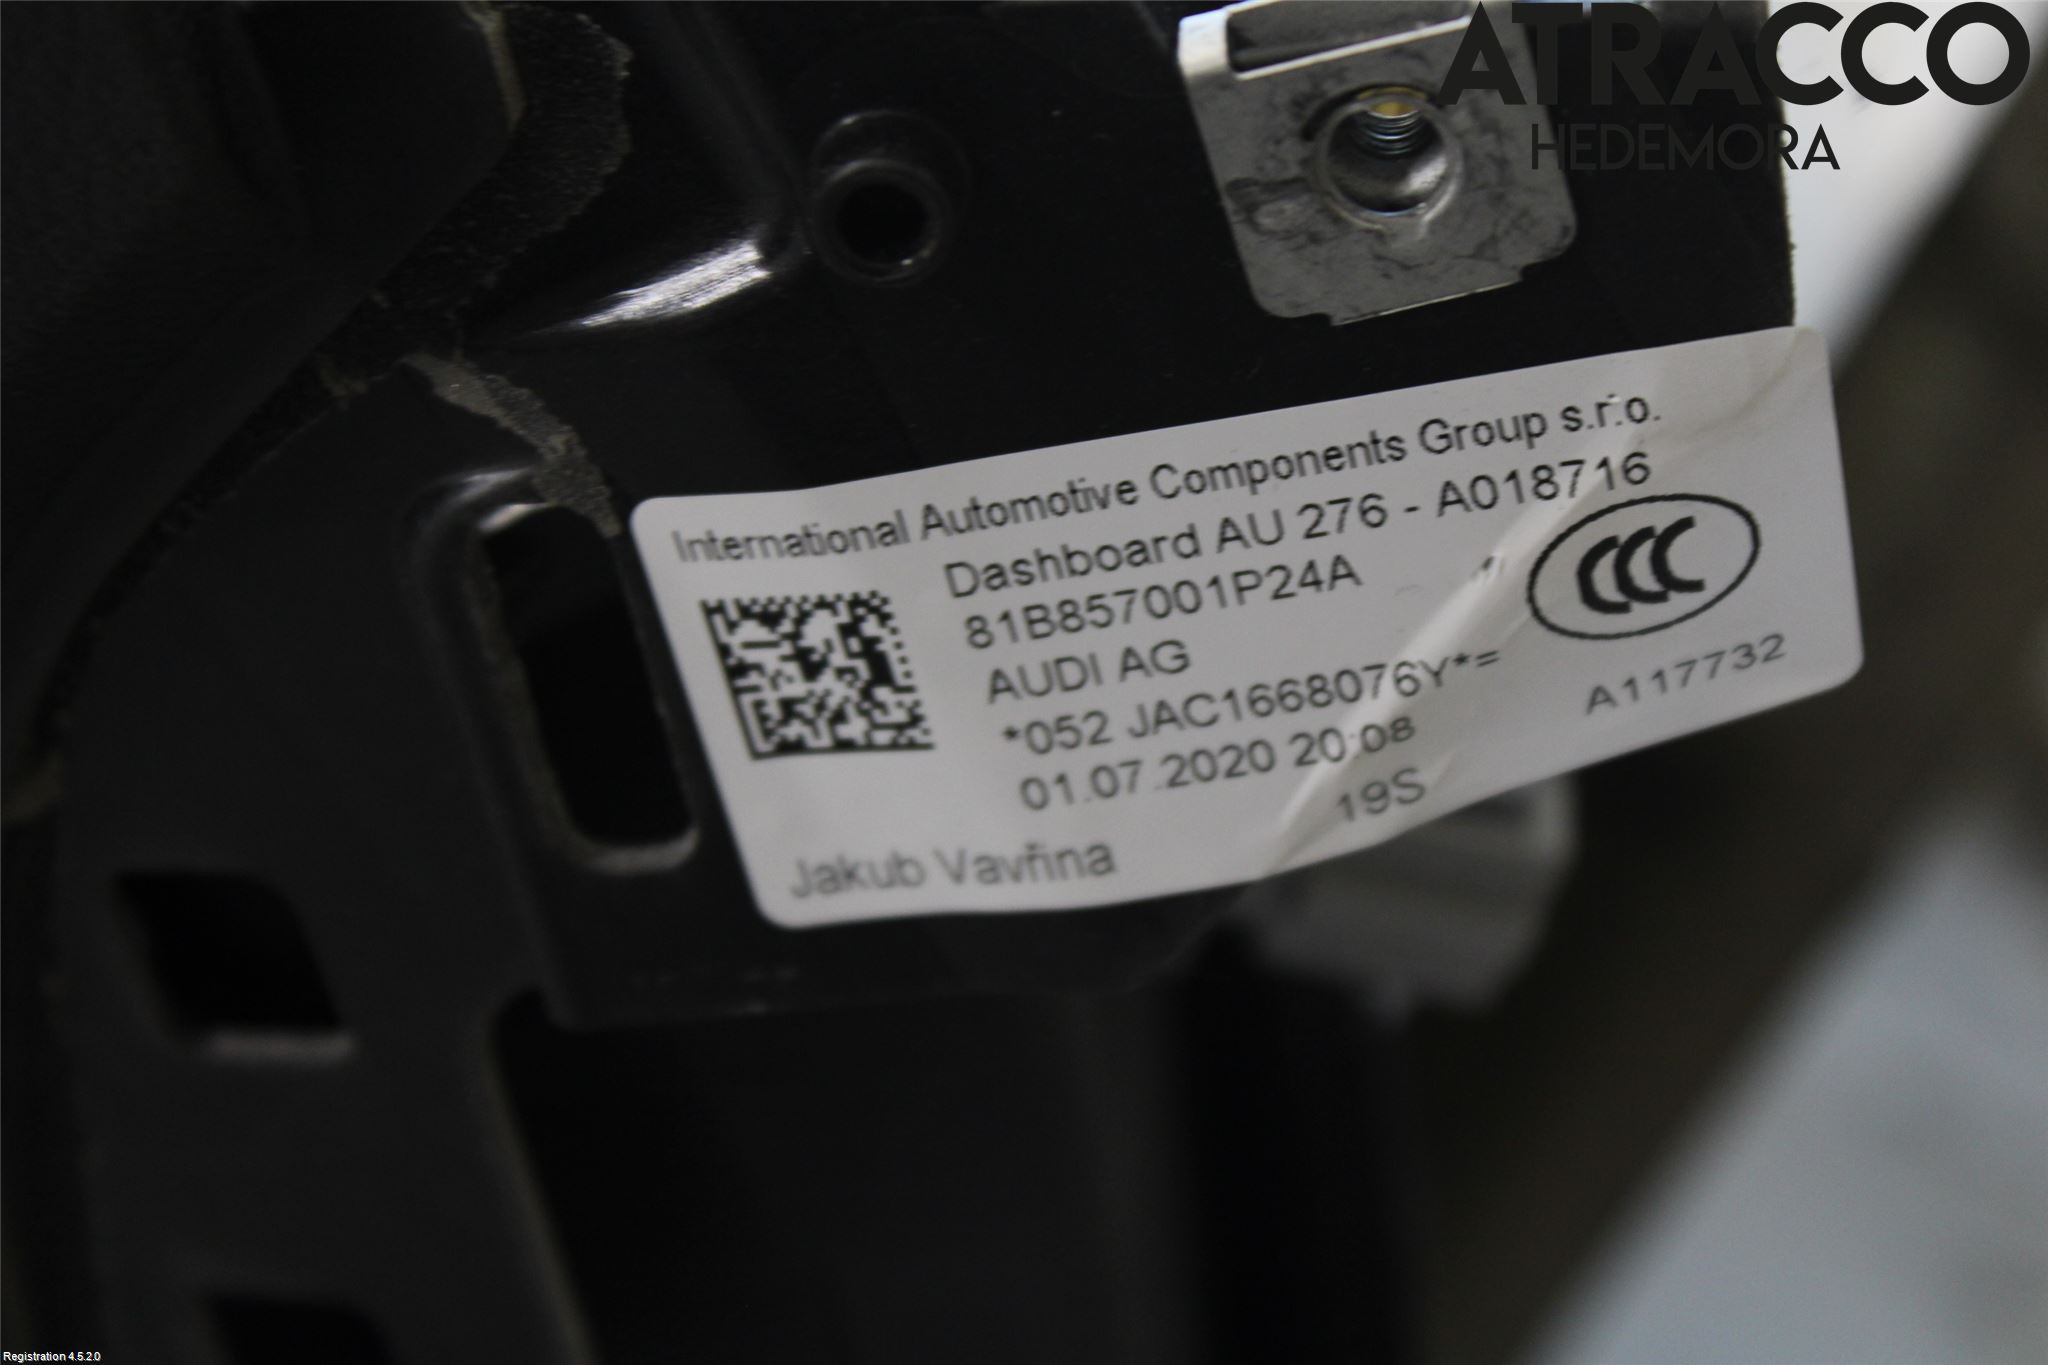 ATRACCO
HEDEMORA
International Automotive Components Group s.r.o.
Dashboard AU 276 - A018716
81B857001P24A
AUDI AG
*052 JAC1668076Y*=
01.07.2020 20:08
A117732
19S
Jakub Vavřina
Registration 4.5.2.0